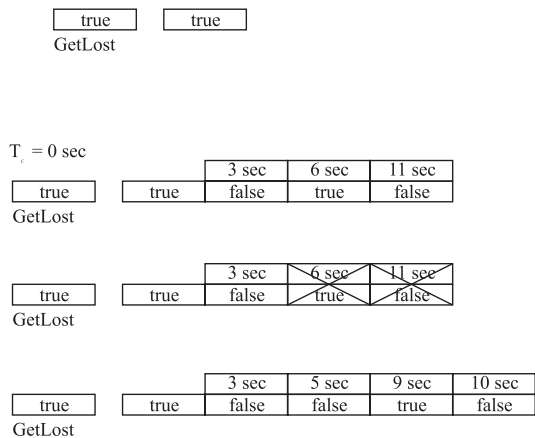 true true
GetLost
T_c = 0 sec
3 sec 6 sec 11 sec
true true false true false
GetLost
3 sec 6 sec 11 sec
true true false true false
GetLost
3 sec 5 sec 9 sec 10 sec
true true false false true false
GetLost